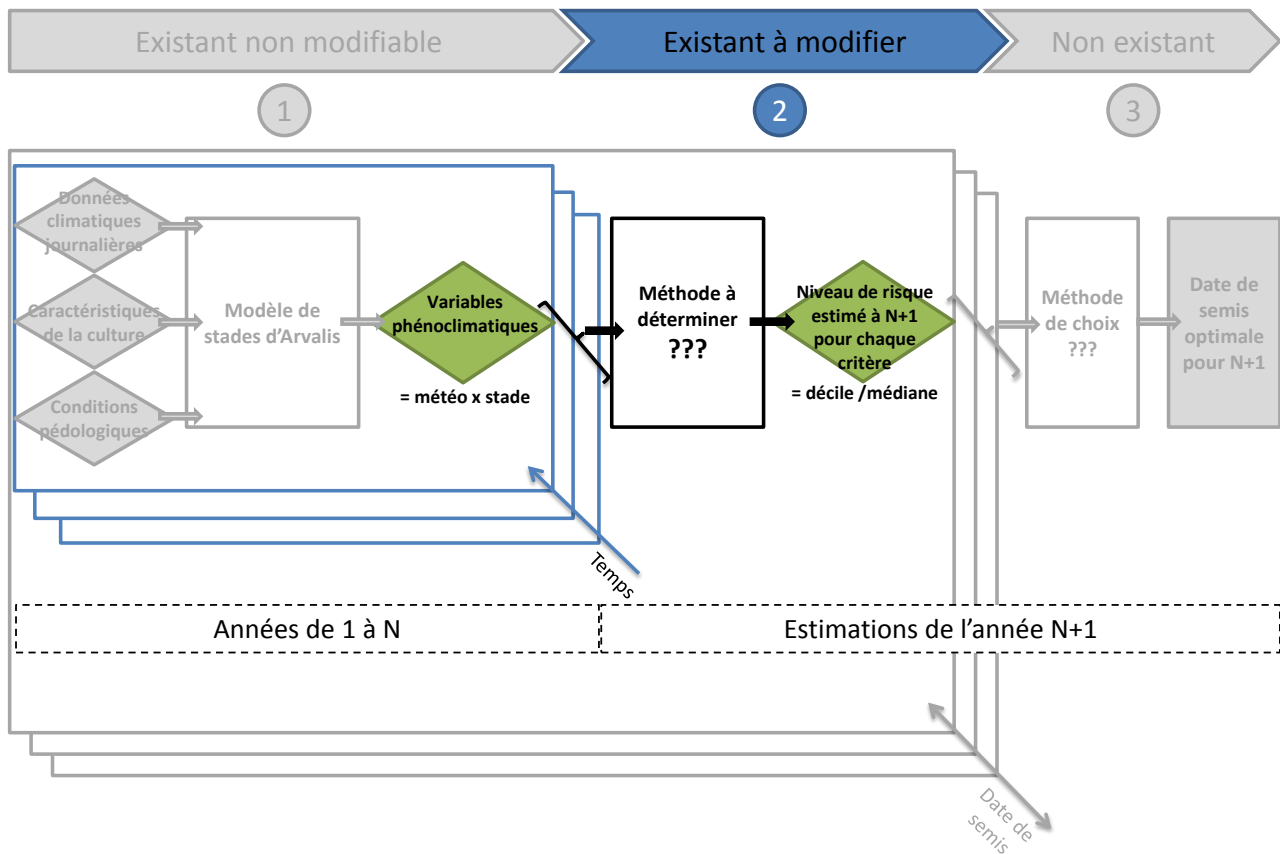 Existant non modifiable
Existant à modifier
Non existant
1
2
3
Données
climatiques
journalières
Caractéristiques
de la culture
Conditions
pédologiques
Modèle de
stades d’Arvalis
Variables
phénoclimatiques
= météo x stade
Méthode à
déterminer
???
Niveau de risque
estimé à N+1
pour chaque
critère
= décile /médiane
Méthode
de choix
???
Date de
semis
optimale
pour N+1
Temps
Années de 1 à N
Estimations de l’année N+1
Date de
semis